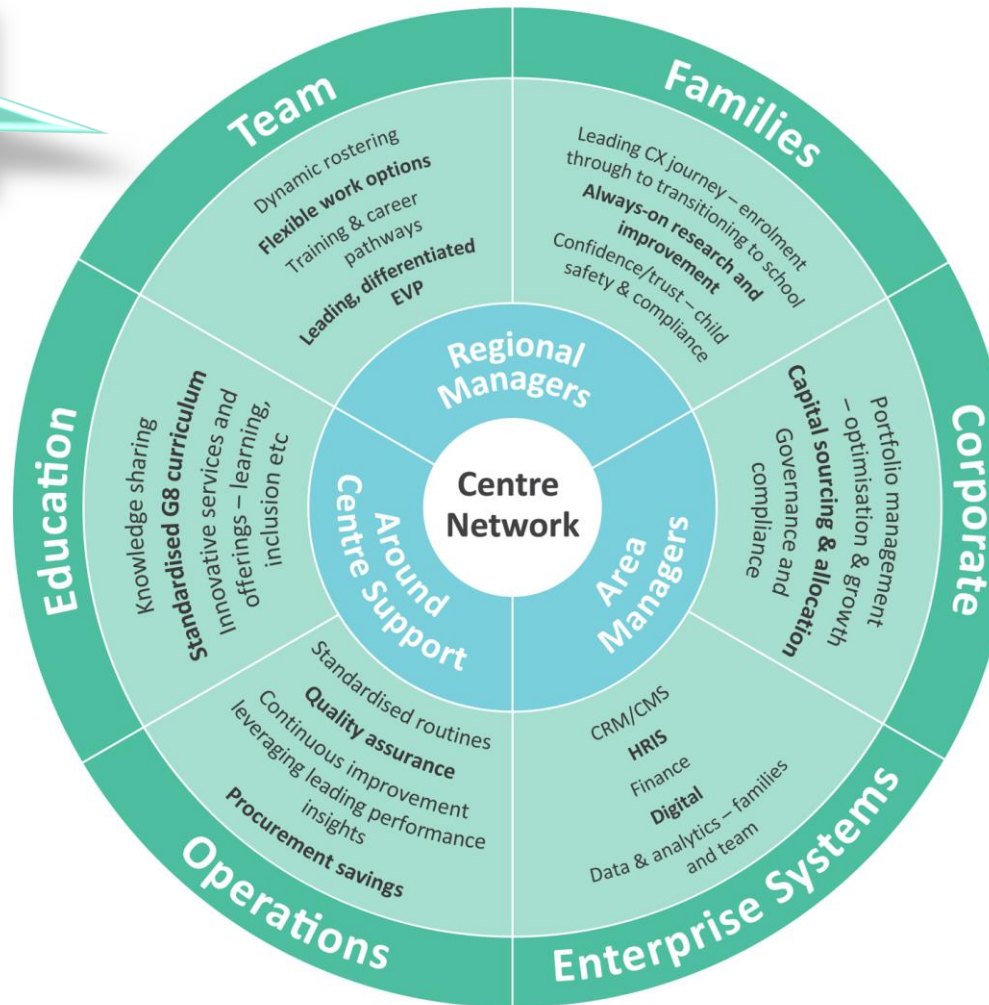 Team
Dynamic rostering
Flexible work options
Training & career
pathways
Leading, differentiated
EVP
Families
Leading CX journey – enrolment
through to transitioning to school
Always-on research and
improvement
Confidence/trust – child
safety & compliance
Corporate
Portfolio management
– optimisation & growth
Capital sourcing & allocation
Governance and
compliance
Enterprise Systems
CRM/CMS
HRIS
Finance
Digital
Data & analytics – families
and team
Operations
Standardised routines
Quality assurance
Continuous improvement
leveraging leading performance
insights
Procurement savings
Education
Knowledge sharing
Standardised G8 curriculum
Innovative services and
offerings – learning,
inclusion etc
Regional
Managers
Area
Managers
Around
Centre Support
Centre
Network